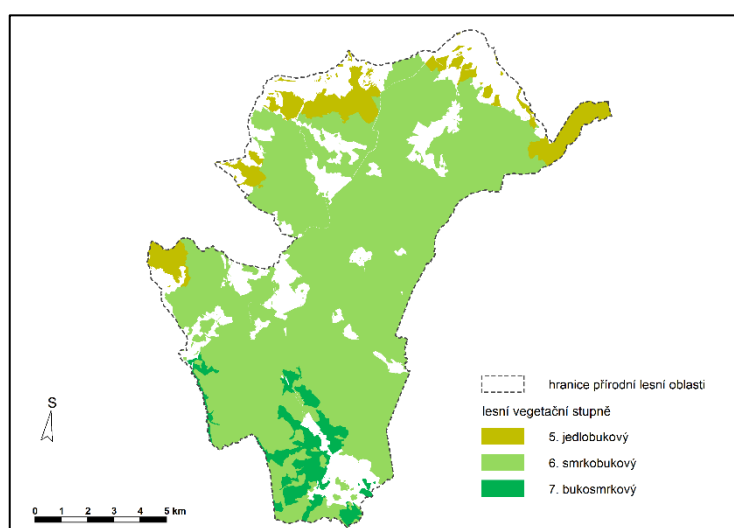 hranice přírodní lesní oblasti
lesní vegetační stupně
5. jedlobukový
6. smrkobukový
7. bukosmrkový
S
0 1 2 3 4 5 km